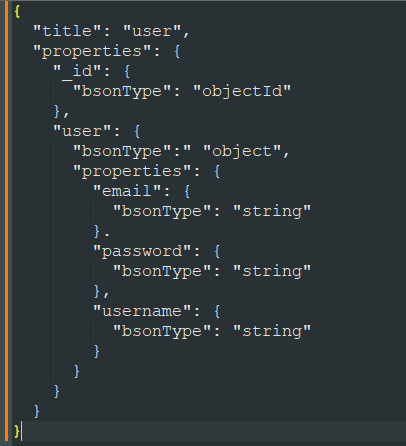 {
  "title": "user",
  "properties": {
    "_id": {
      "bsonType": "objectId"
    },
    "user": {
      "bsonType":" "object",
      "properties": {
        "email": {
          "bsonType": "string"
        }.
        "password": {
          "bsonType": "string"
        },
        "username": {
          "bsonType": "string"
        }
      }
    }
  }
}